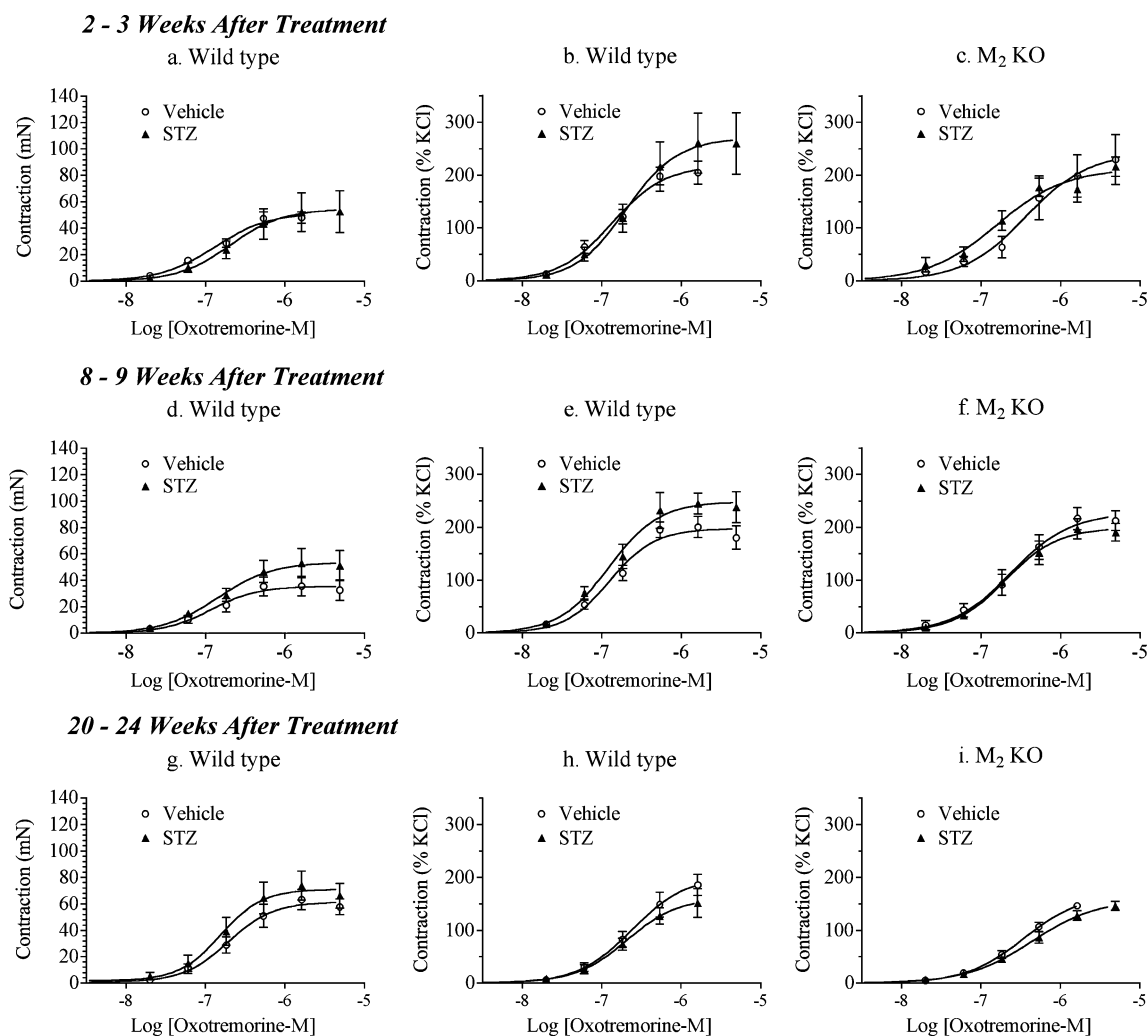 2 - 3 Weeks After Treatment
a. Wild type
b. Wild type
c. M₂ KO
Contraction (mN)
140
120
100
80
60
40
20
0
Vehicle
STZ
-8
-7
-6
-5
Log [Oxotremorine-M]
Contraction (% KCl)
300
200
100
0
Vehicle
STZ
-8
-7
-6
-5
Log [Oxotremorine-M]
Contraction (% KCl)
300
200
100
0
Vehicle
STZ
-8
-7
-6
-5
Log [Oxotremorine-M]
8 - 9 Weeks After Treatment
d. Wild type
e. Wild type
f. M₂ KO
Contraction (mN)
140
120
100
80
60
40
20
0
Vehicle
STZ
-8
-7
-6
-5
Log [Oxotremorine-M]
Contraction (% KCl)
300
200
100
0
Vehicle
STZ
-8
-7
-6
-5
Log [Oxotremorine-M]
Contraction (% KCl)
300
200
100
0
Vehicle
STZ
-8
-7
-6
-5
Log [Oxotremorine-M]
20 - 24 Weeks After Treatment
g. Wild type
h. Wild type
i. M₂ KO
Contraction (mN)
140
120
100
80
60
40
20
0
Vehicle
STZ
-8
-7
-6
-5
Log [Oxotremorine-M]
Contraction (% KCl)
300
200
100
0
Vehicle
STZ
-8
-7
-6
-5
Log [Oxotremorine-M]
Contraction (% KCl)
300
200
100
0
Vehicle
STZ
-8
-7
-6
-5
Log [Oxotremorine-M]